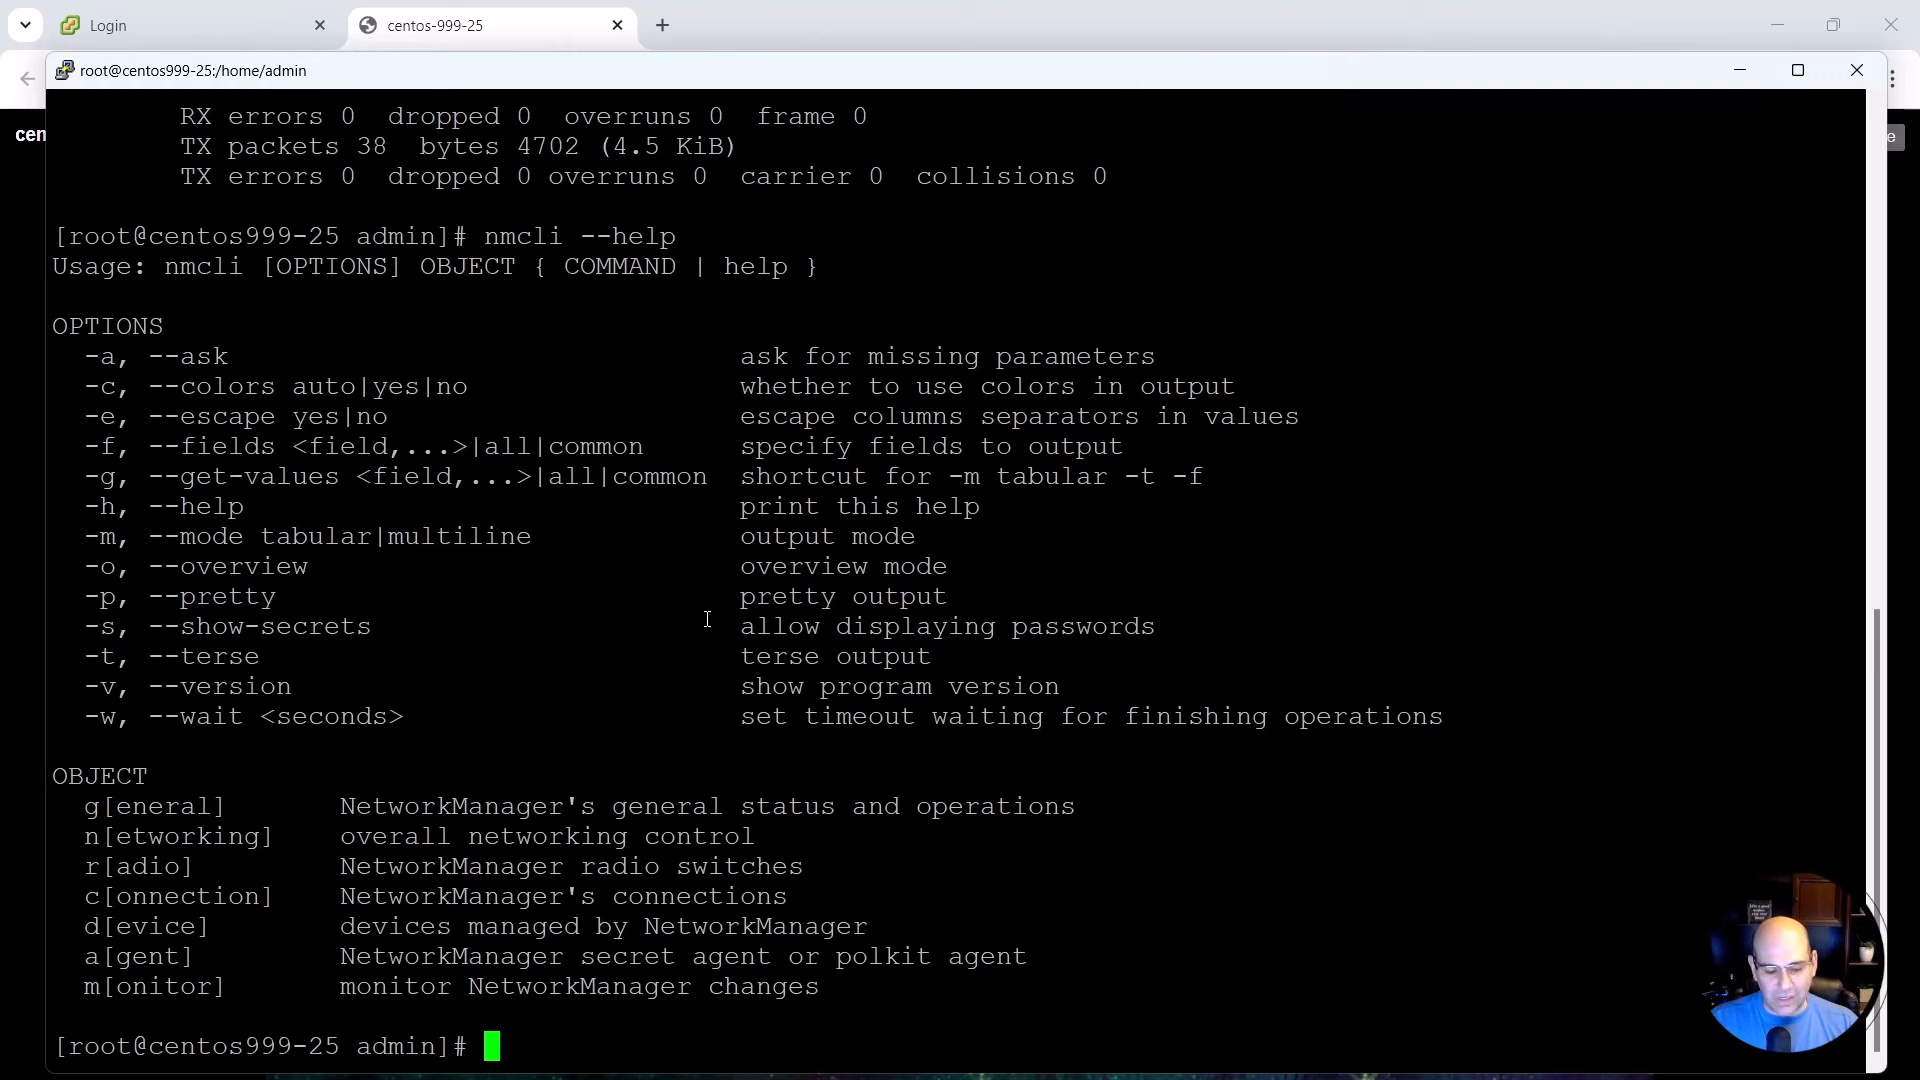 Login
centos-999-25
root@centos999-25:/home/admin
cen
e
RX errors 0 dropped 0 overruns 0 frame 0
TX packets 38 bytes 4702 (4.5 KiB)
TX errors 0 dropped 0 overruns 0 carrier 0 collisions 0
[root@centos999-25 admin]# nmcli --help
Usage: nmcli [OPTIONS] OBJECT { COMMAND | help }
OPTIONS
-a, --ask ask for missing parameters
-c, --colors auto|yes|no whether to use colors in output
-e, --escape yes|no escape columns separators in values
-f, --fields <field,...>|all|common specify fields to output
-g, --get-values <field,...>|all|common shortcut for -m tabular -t -f
-h, --help print this help
-m, --mode tabular|multiline output mode
-o, --overview overview mode
-p, --pretty pretty output
-s, --show-secrets allow displaying passwords
-t, --terse terse output
-v, --version show program version
-w, --wait <seconds> set timeout waiting for finishing operations
OBJECT
g[eneral] NetworkManager's general status and operations
n[etworking] overall networking control
r[adio] NetworkManager radio switches
c[onnection] NetworkManager's connections
d[evice] devices managed by NetworkManager
a[gent] NetworkManager secret agent or polkit agent
m[onitor] monitor NetworkManager changes
[root@centos999-25 admin]#